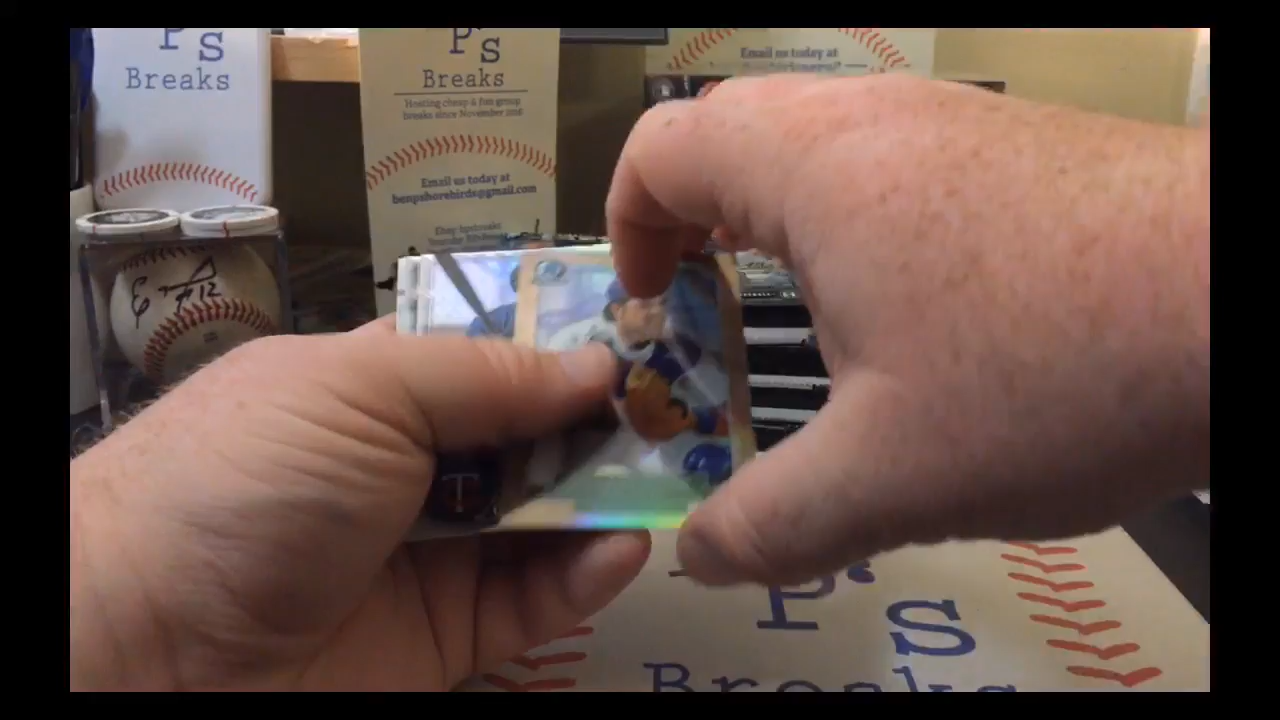 P's
Breaks
P's
Breaks
Hosting cheap & fun group
breaks since November
Email us today at
benpshorebirds@gmail.com
Email us today at
#12
T
P's
Breaks